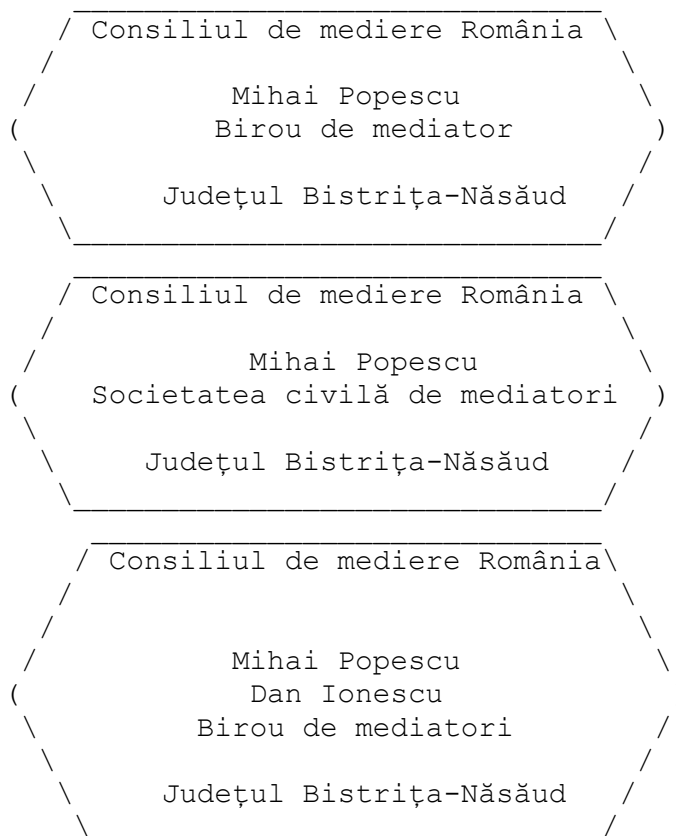 Consiliul de mediere România
Mihai Popescu
Birou de mediator
Județul Bistrița-Năsăud
Consiliul de mediere România
Mihai Popescu
Societatea civilă de mediatori
Județul Bistrița-Năsăud
Consiliul de mediere România
Mihai Popescu
Dan Ionescu
Birou de mediatori
Județul Bistrița-Năsăud